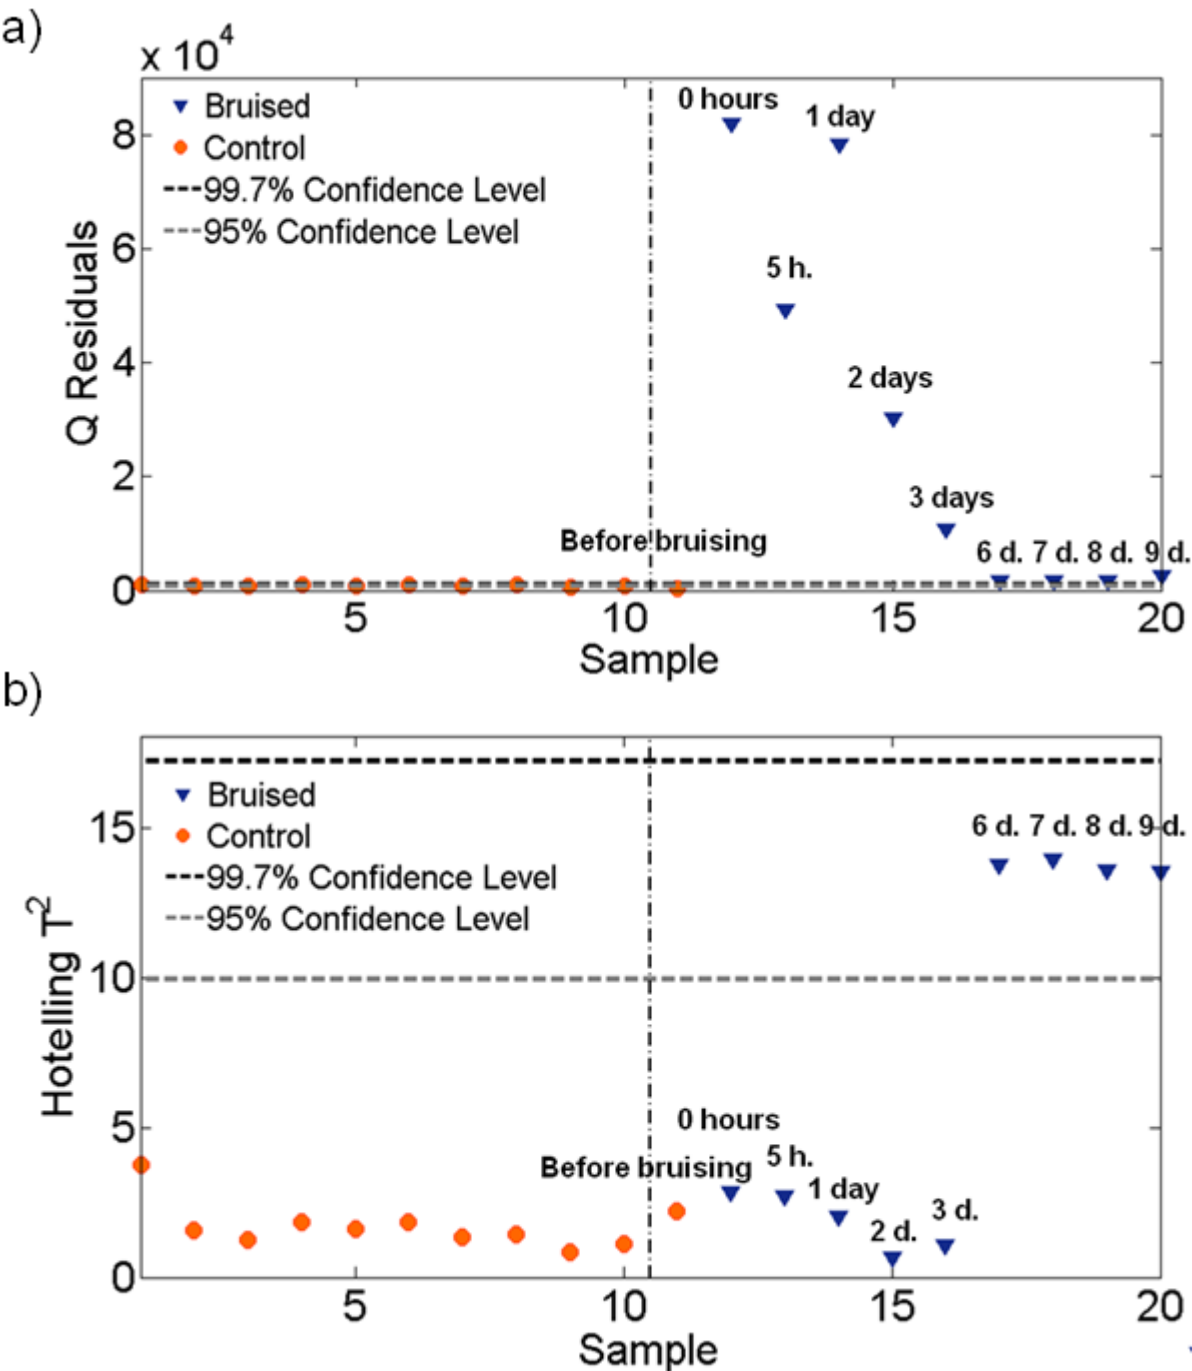 a)
x 10^4
Bruised
Control
99.7% Confidence Level
95% Confidence Level
0 hours
1 day
5 h.
2 days
3 days
Before bruising
6 d. 7 d. 8 d. 9 d.
8
6
4
2
0
Q Residuals
5 10 15 20
Sample
b)
Bruised
Control
99.7% Confidence Level
95% Confidence Level
6 d. 7 d. 8 d. 9 d.
0 hours
Before bruising
5 h.
1 day
2 d.
3 d.
15
10
5
0
Hotelling T^2
5 10 15 20
Sample